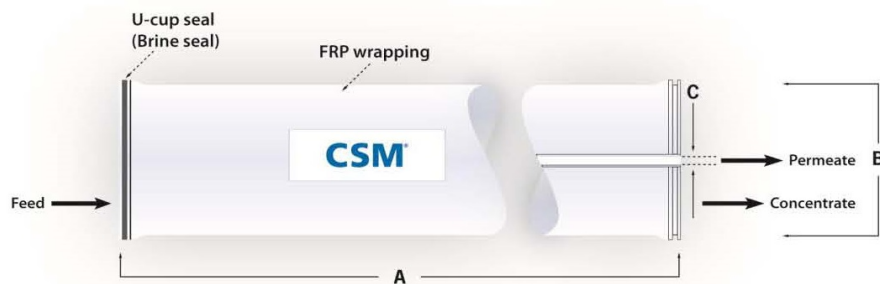 U-cup seal
(Brine seal)
FRP wrapping
C
CSM®
Permeate
B
Feed
Concentrate
A